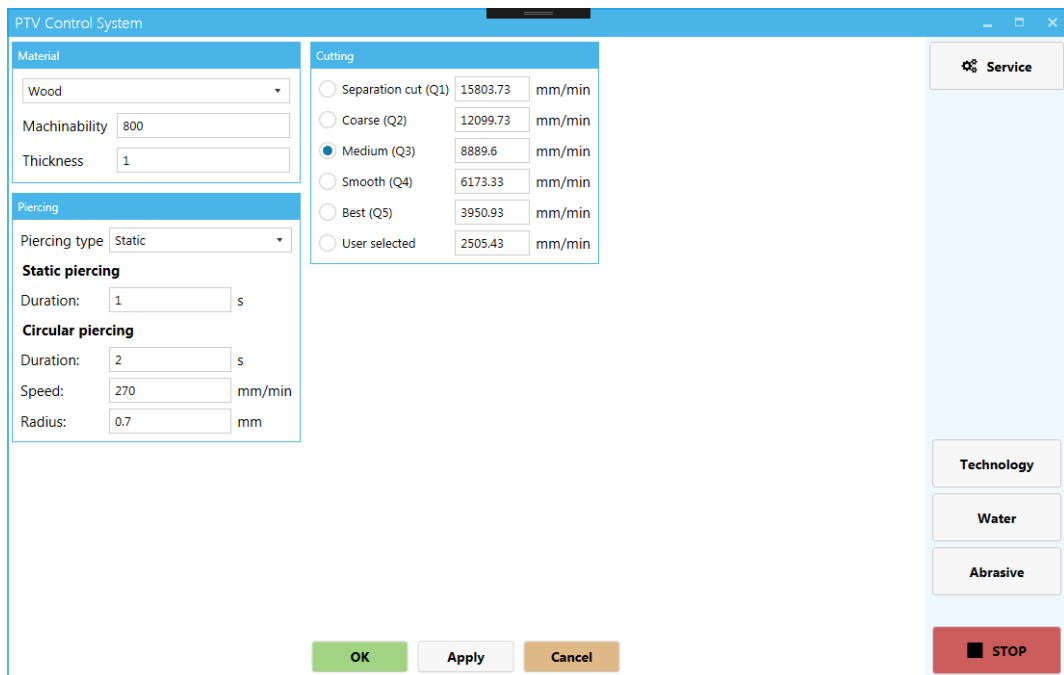 PTV Control System
Material
Wood
Machinability 800
Thickness 1
Piercing
Piercing type Static
Static piercing
Duration: 1 s
Circular piercing
Duration: 2 s
Speed: 270 mm/min
Radius: 0.7 mm
Cutting
Separation cut (Q1) 15803.73 mm/min
Coarse (Q2) 12099.73 mm/min
Medium (Q3) 8889.6 mm/min
Smooth (Q4) 6173.33 mm/min
Best (Q5) 3950.93 mm/min
User selected 2505.43 mm/min
Service
Technology
Water
Abrasive
OK Apply Cancel
STOP